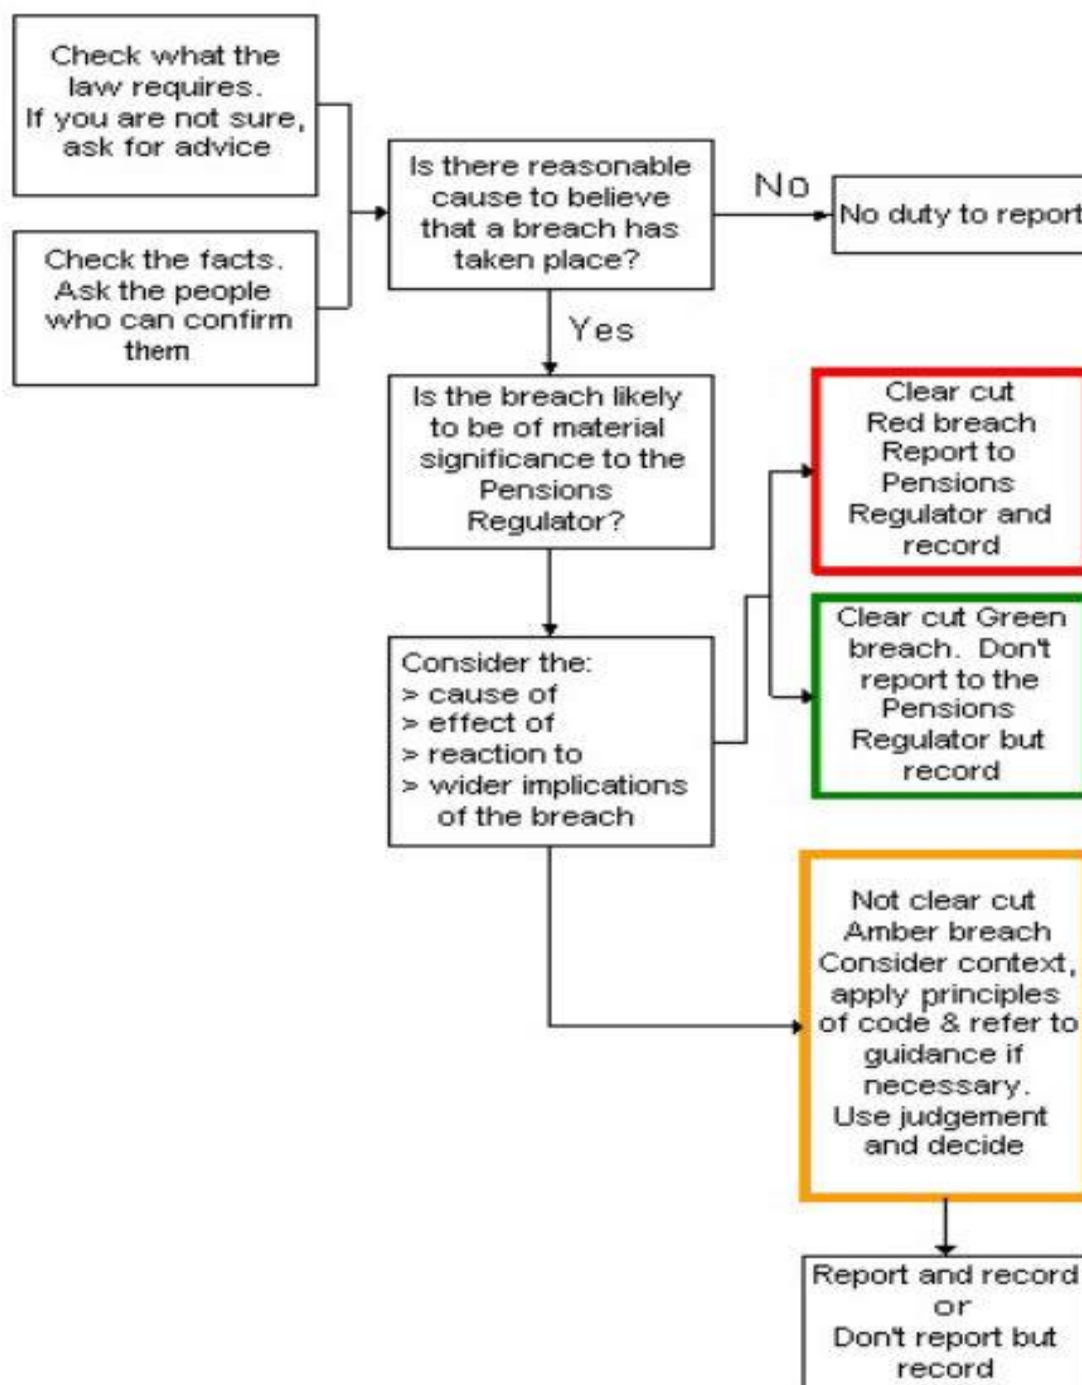 Check what the
law requires.
If you are not sure,
ask for advice
Check the facts.
Ask the people
who can confirm
them
Is there reasonable
cause to believe
that a breach has
taken place?
No
No duty to report
Yes
Is the breach likely
to be of material
significance to the
Pensions
Regulator?
Consider the:
> cause of
> effect of
> reaction to
> wider implications
of the breach
Clear cut
Red breach
Report to
Pensions
Regulator and
record
Clear cut Green
breach. Don't
report to the
Pensions
Regulator but
record
Not clear cut
Amber breach
Consider context,
apply principles
of code & refer to
guidance if
necessary.
Use judgement
and decide
Report and record
or
Don't report but
record